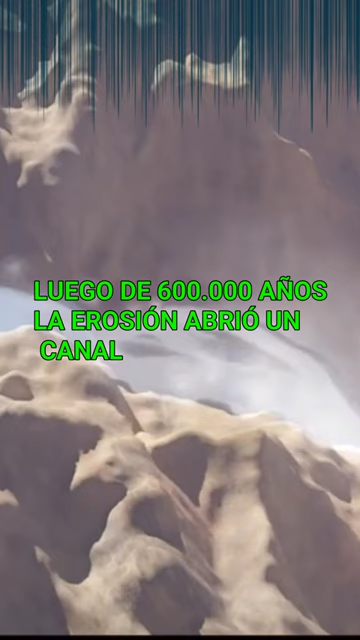 LUEGO DE 600.000 AÑOS
LA EROSIÓN ABRIÓ UN
CANAL